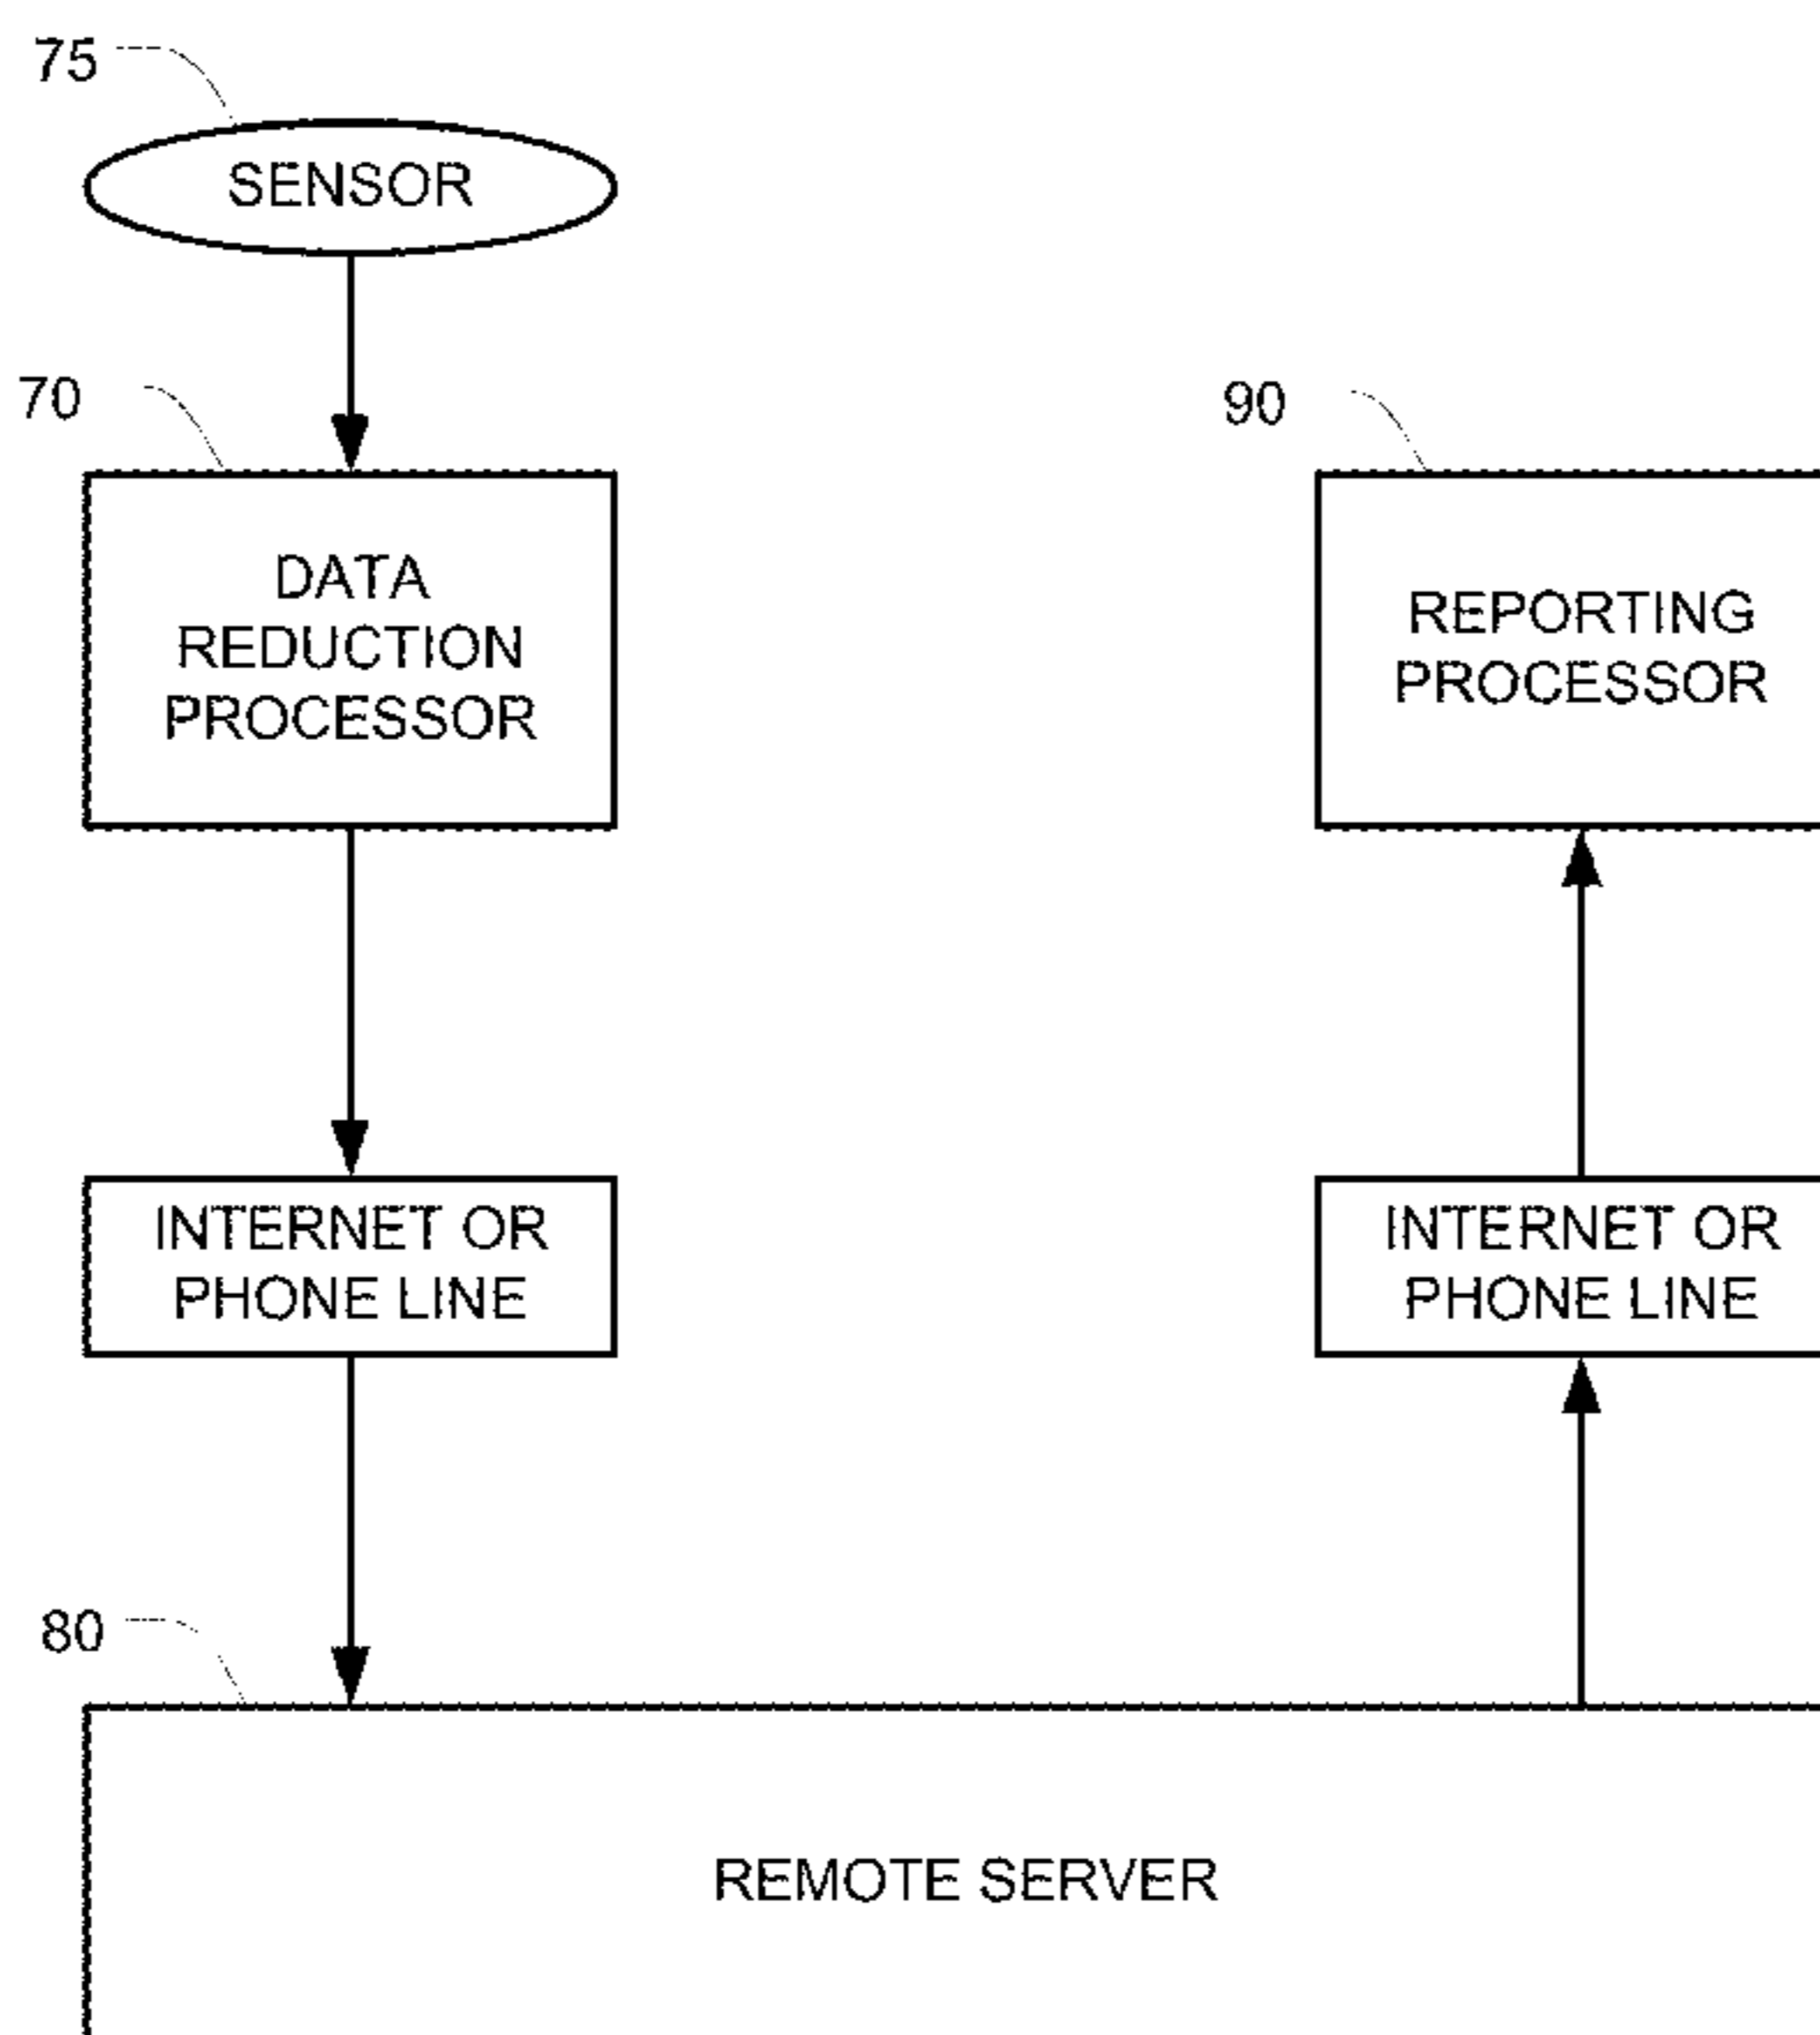 75
SENSOR
70
DATA
REDUCTION
PROCESSOR
90
REPORTING
PROCESSOR
INTERNET OR
PHONE LINE
INTERNET OR
PHONE LINE
80
REMOTE SERVER